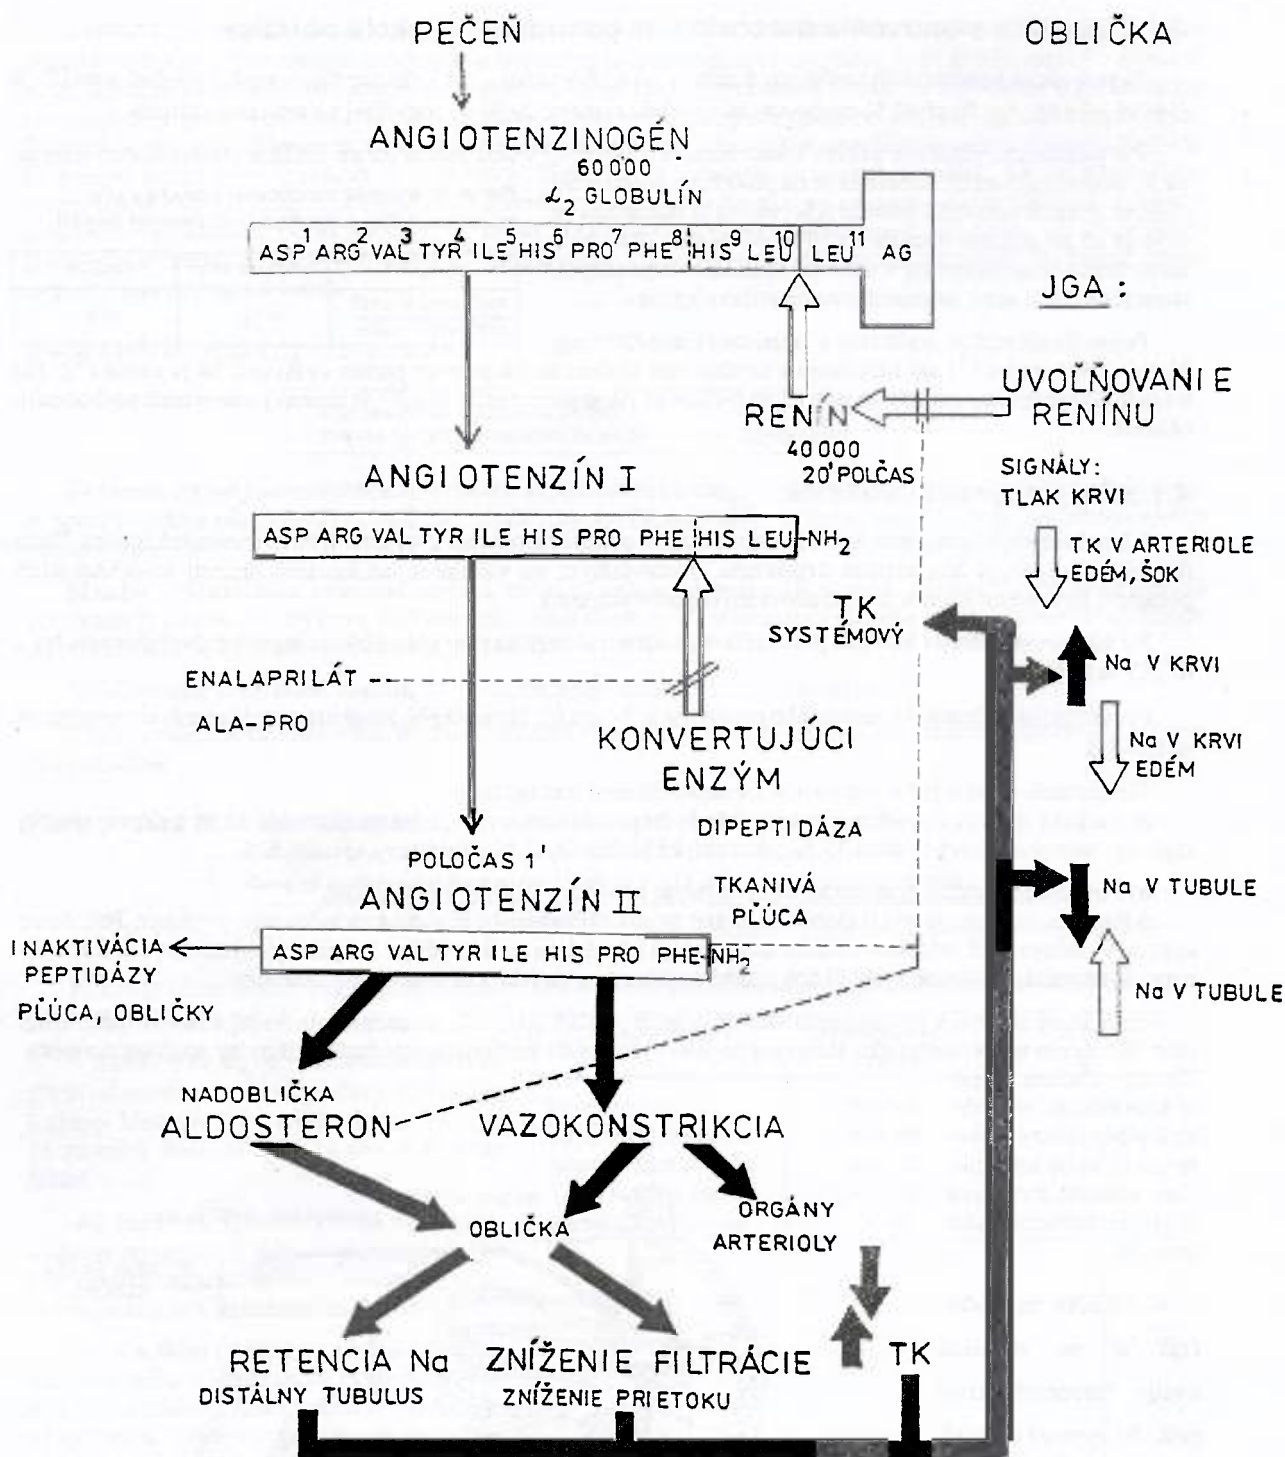 PEČEŇ
OBLIČKA
ANGIOTENZINOGÉN
60 000
α₂ GLOBULÍN
ASP 1 ARG 2 VAL 3 TYR 4 ILE 5 HIS 6 PRO 7 PHE 8 HIS 9 LEU 10 LEU 11 AG
JGA :
UVOĽŇOVANIE
RENÍNU
RENÍN
40 000
20' POLČAS
SIGNÁLY:
TLAK KRVI
TK V ARTERIOLE
EDÉM, ŠOK
ANGIOTENZÍN I
ASP ARG VAL TYR ILE HIS PRO PHE HIS LEU-NH₂
TK
SYSTÉMOVÝ
Na V KRVI
ENALAPRILÁT
ALA-PRO
KONVERTUJÚCI
ENZÝM
Na V KRVI
EDÉM
DIPEPTIDÁZA
POLOČAS 1'
ANGIOTENZÍN II
TKANIVÁ
PĽÚCA
Na V TUBULE
INAKTIVÁCIA
PEPTIDÁZY
PĽÚCA, OBLIČKY
ASP ARG VAL TYR ILE HIS PRO PHE-NH₂
Na V TUBULE
NADOBLIČKA
ALDOSTERON
VAZOKONSTRIKCIA
OBLIČKA
ORGÁNY
ARTERIOLY
RETENCIA Na
DISTÁLNY TUBULUS
ZNÍŽENIE FILTRÁCIE
ZNÍŽENIE PRIETOKU
TK